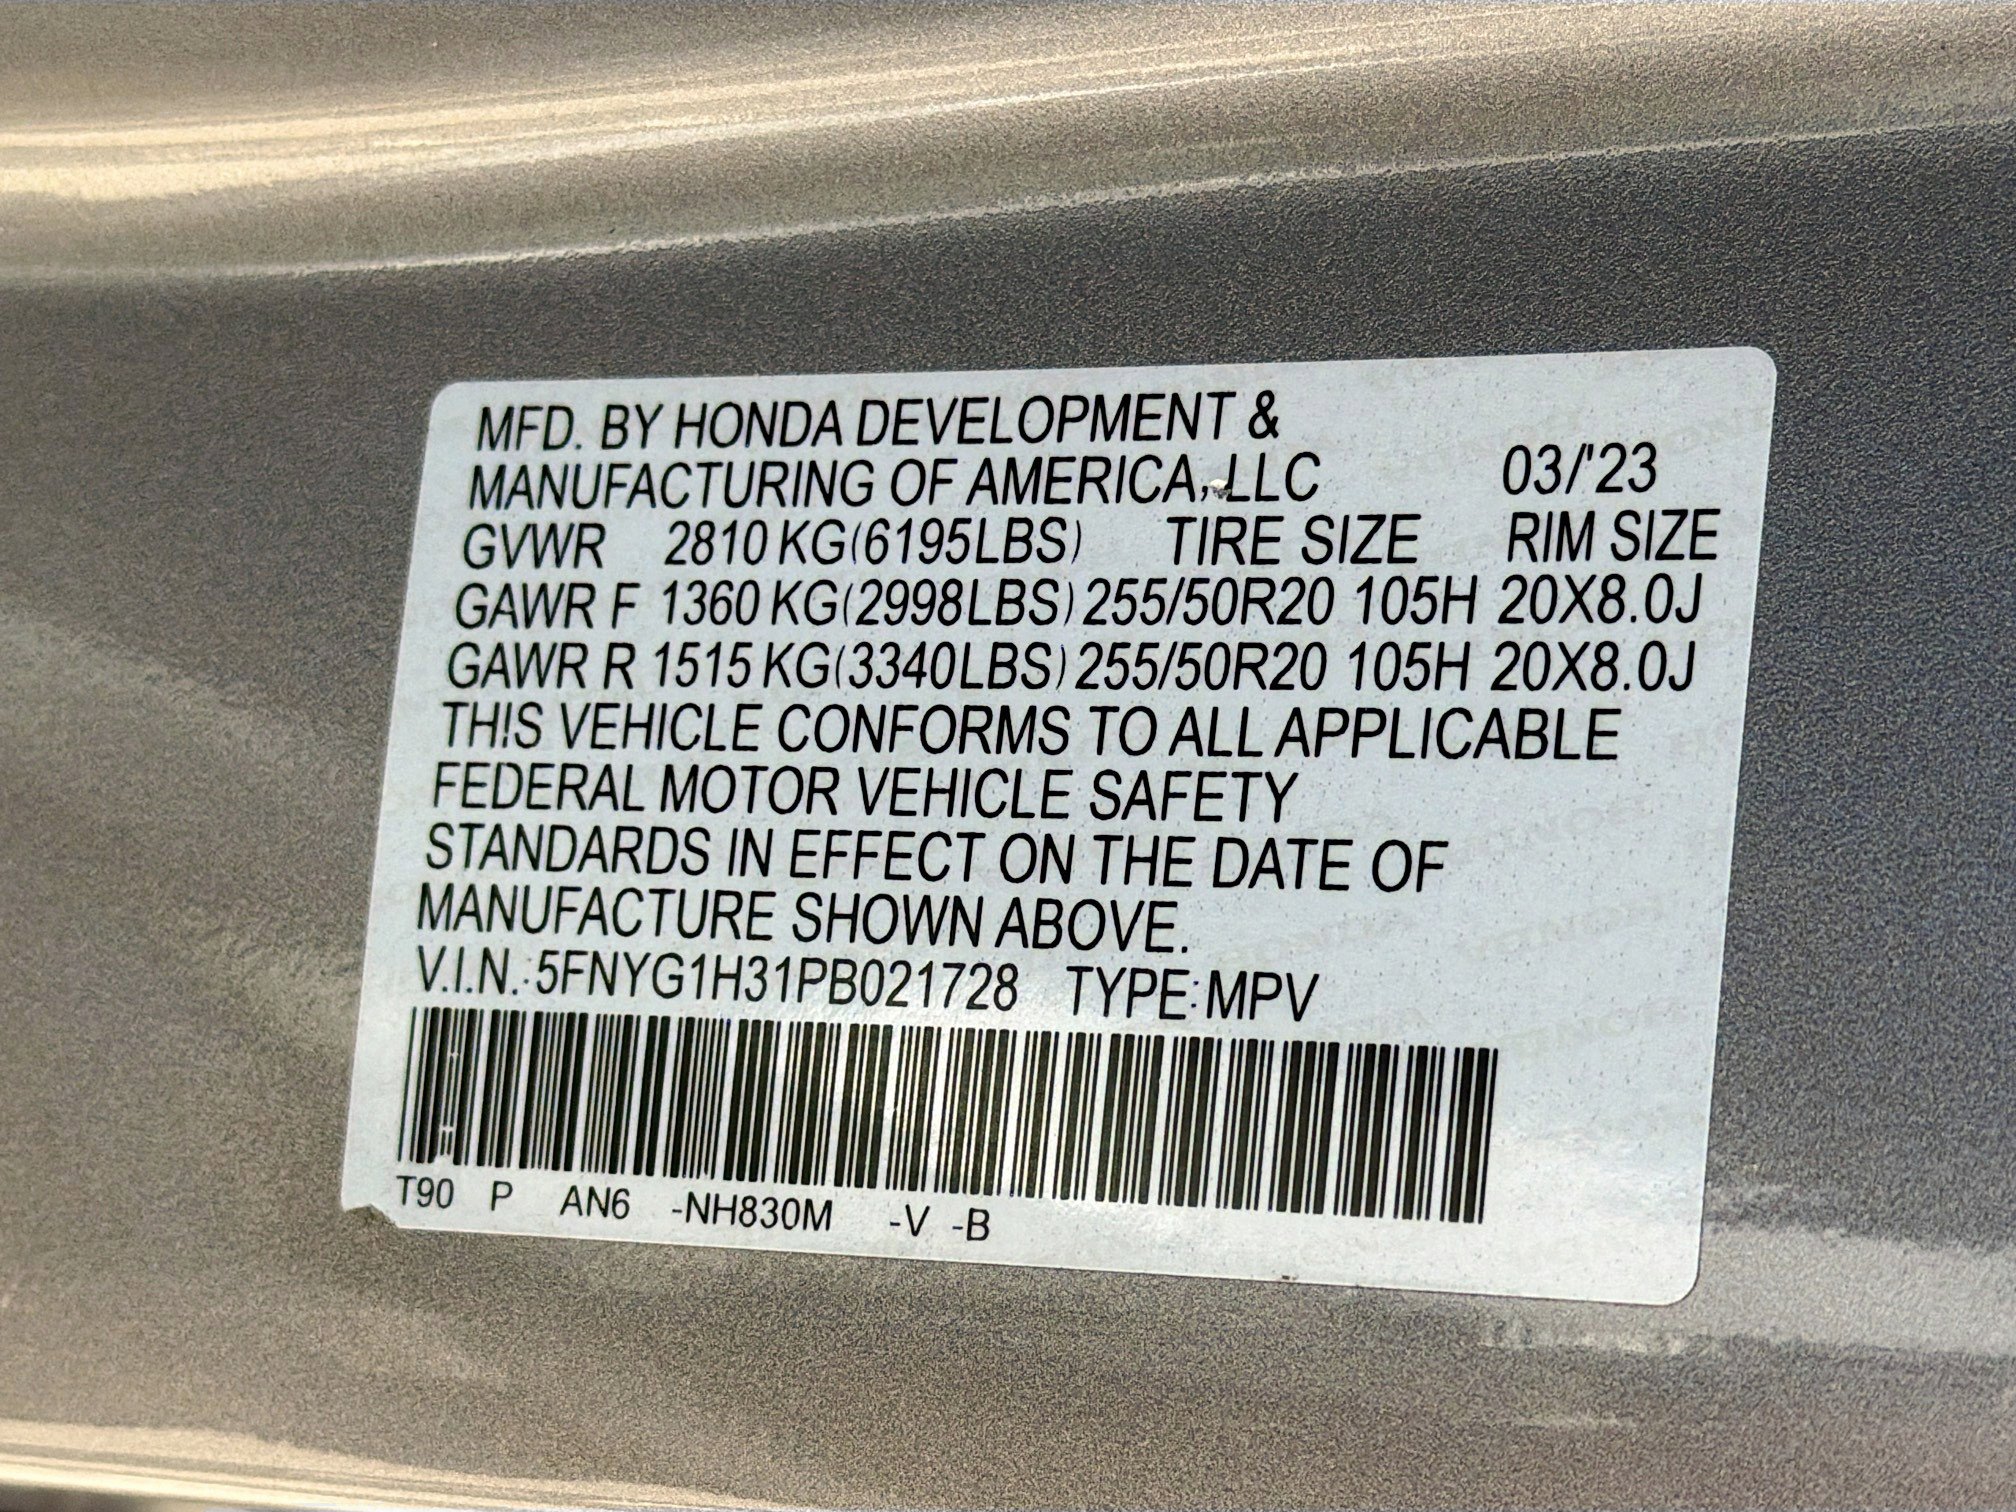 MFD. BY HONDA DEVELOPMENT &
MANUFACTURING OF AMERICA, LLC 03/'23
GVWR 2810 KG(6195LBS) TIRE SIZE RIM SIZE
GAWR F 1360 KG(2998LBS) 255/50R20 105H 20X8.0J
GAWR R 1515 KG(3340LBS) 255/50R20 105H 20X8.0J
THIS VEHICLE CONFORMS TO ALL APPLICABLE
FEDERAL MOTOR VEHICLE SAFETY
STANDARDS IN EFFECT ON THE DATE OF
MANUFACTURE SHOWN ABOVE.
V.I.N.: 5FNYG1H31PB021728 TYPE: MPV
T90 P AN6 -NH830M -V -B